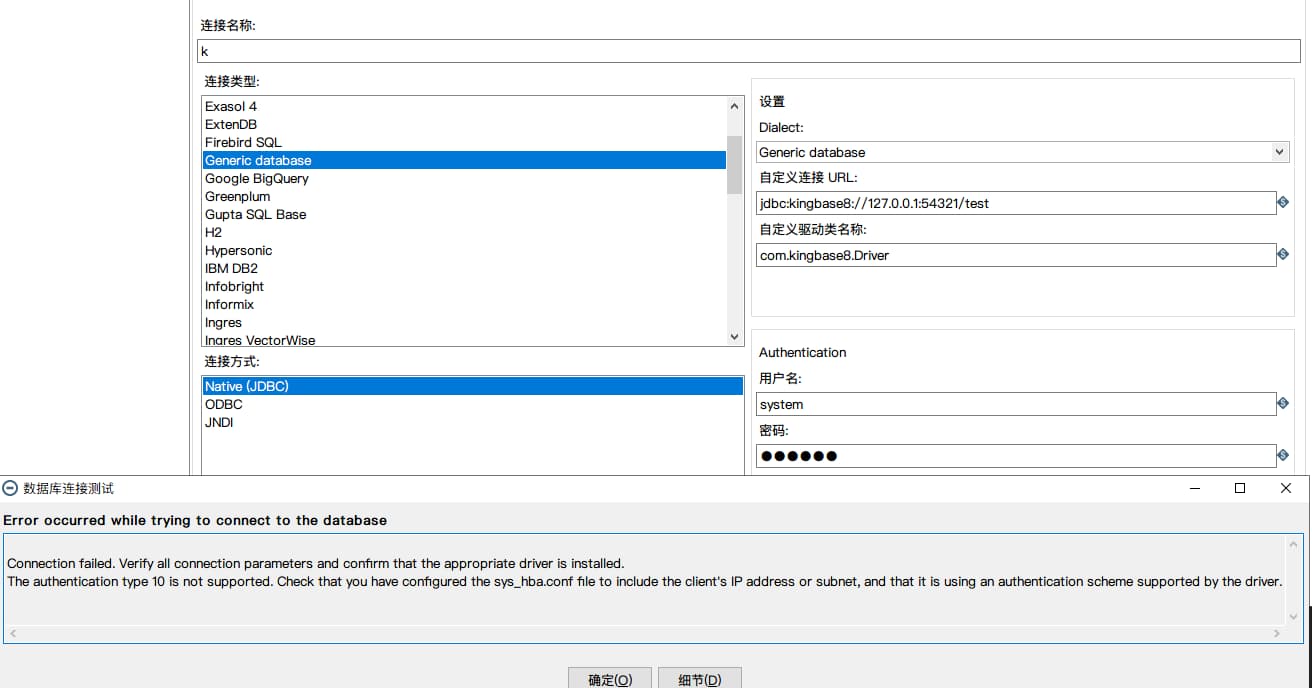 连接名称:
k
连接类型:
Exasol 4
ExtenDB
Firebird SQL
Generic database
Google BigQuery
Greenplum
Gupta SQL Base
H2
Hypersonic
IBM DB2
Infobright
Informix
Ingres
Ingres VectorWise
连接方式:
Native (JDBC)
ODBC
JNDI
设置
Dialect:
Generic database
自定义连接 URL:
jdbc:kingbase8://127.0.0.1:54321/test
自定义驱动类名称:
com.kingbase8.Driver
Authentication
用户名:
system
密码:
●●●●●●
数据库连接测试
Error occurred while trying to connect to the database
Connection failed. Verify all connection parameters and confirm that the appropriate driver is installed.
The authentication type 10 is not supported. Check that you have configured the sys_hba.conf file to include the client's IP address or subnet, and that it is using an authentication scheme supported by the driver.
确定(O)
细节(D)